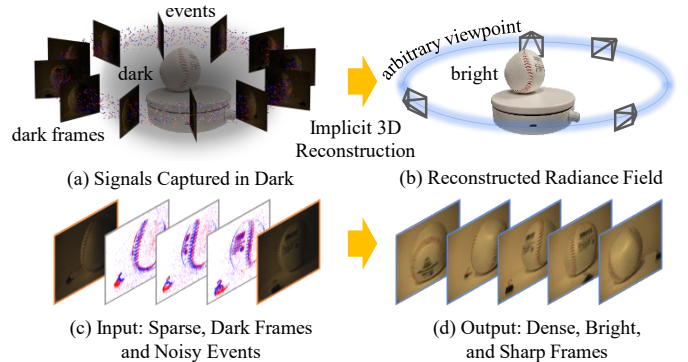 events
dark
dark frames
arbitrary viewpoint
bright
Implicit 3D
Reconstruction
(a) Signals Captured in Dark
(b) Reconstructed Radiance Field
(c) Input: Sparse, Dark Frames
and Noisy Events
(d) Output: Dense, Bright,
and Sharp Frames